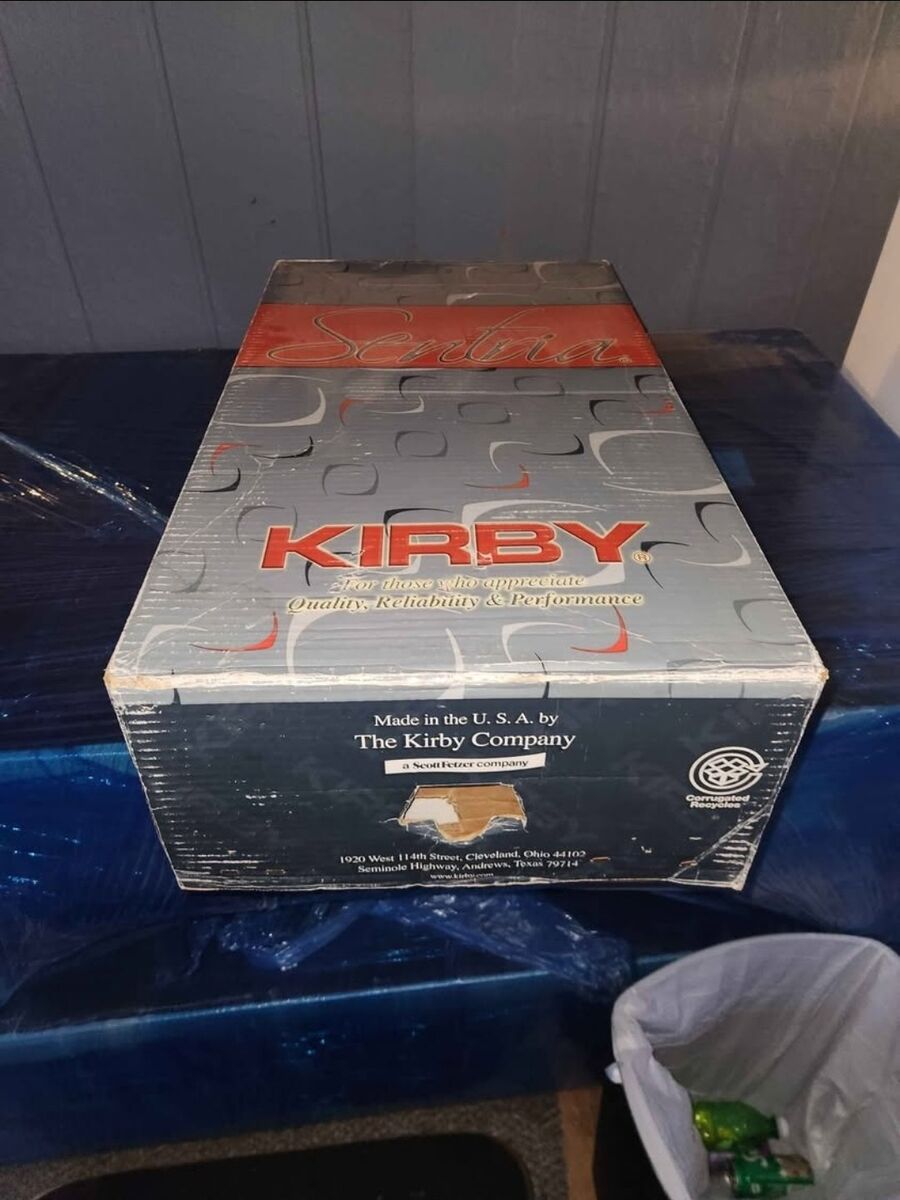 Sentria®
KIRBY®
For those who appreciate
Quality, Reliability & Performance
Made in the U. S. A. by
The Kirby Company
a Scott Fetzer company
Corrugated
Recycles
1920 West 114th Street, Cleveland, Ohio 44102
Seminole Highway, Andrews, Texas 79714
www.kirby.com